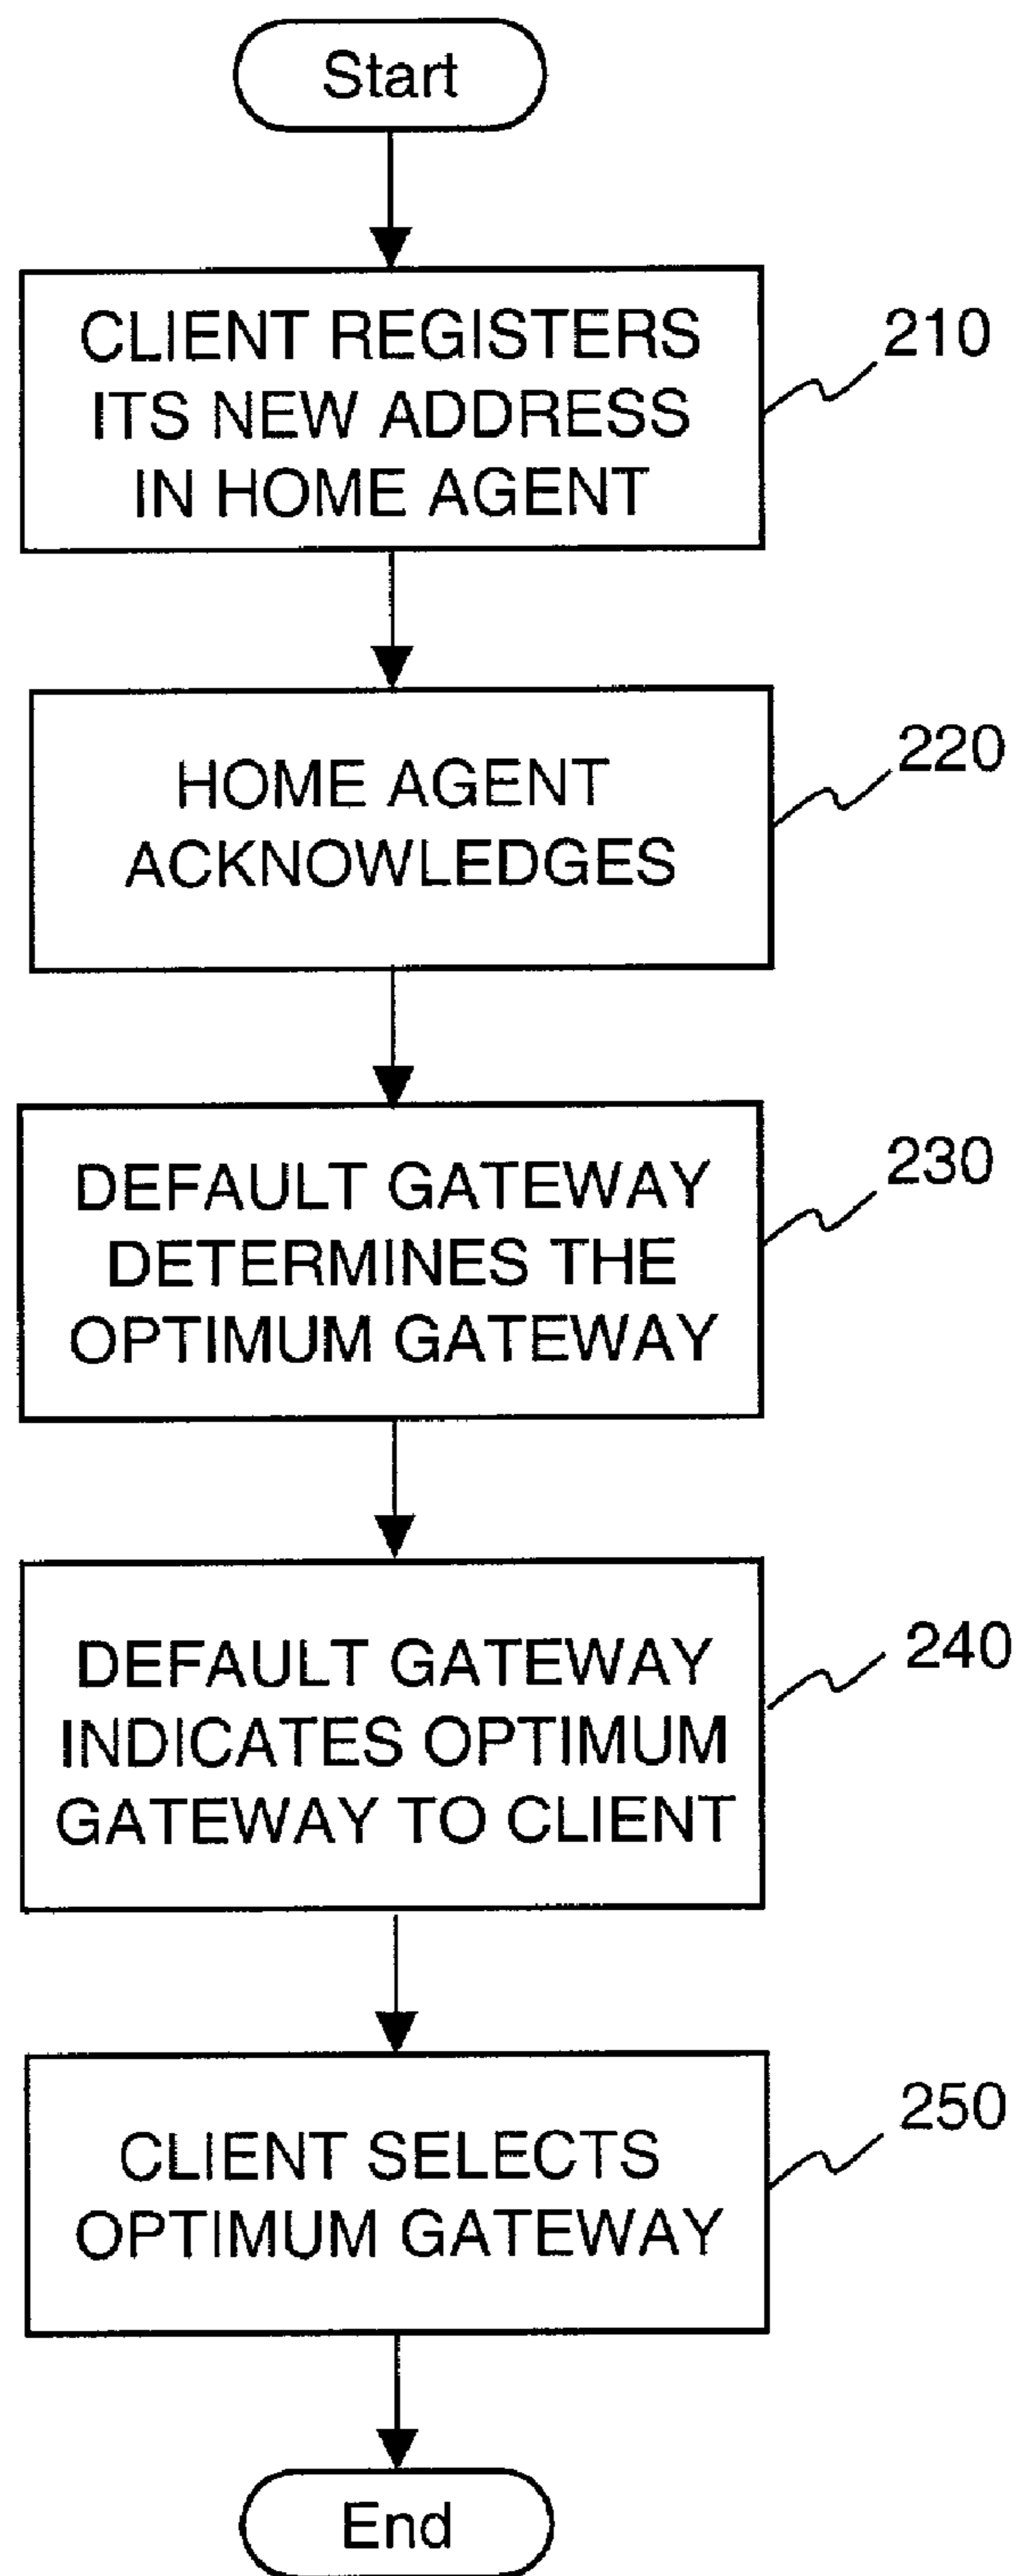 Start
CLIENT REGISTERS
ITS NEW ADDRESS
IN HOME AGENT
210
HOME AGENT
ACKNOWLEDGES
220
DEFAULT GATEWAY
DETERMINES THE
OPTIMUM GATEWAY
230
DEFAULT GATEWAY
INDICATES OPTIMUM
GATEWAY TO CLIENT
240
CLIENT SELECTS
OPTIMUM GATEWAY
250
End